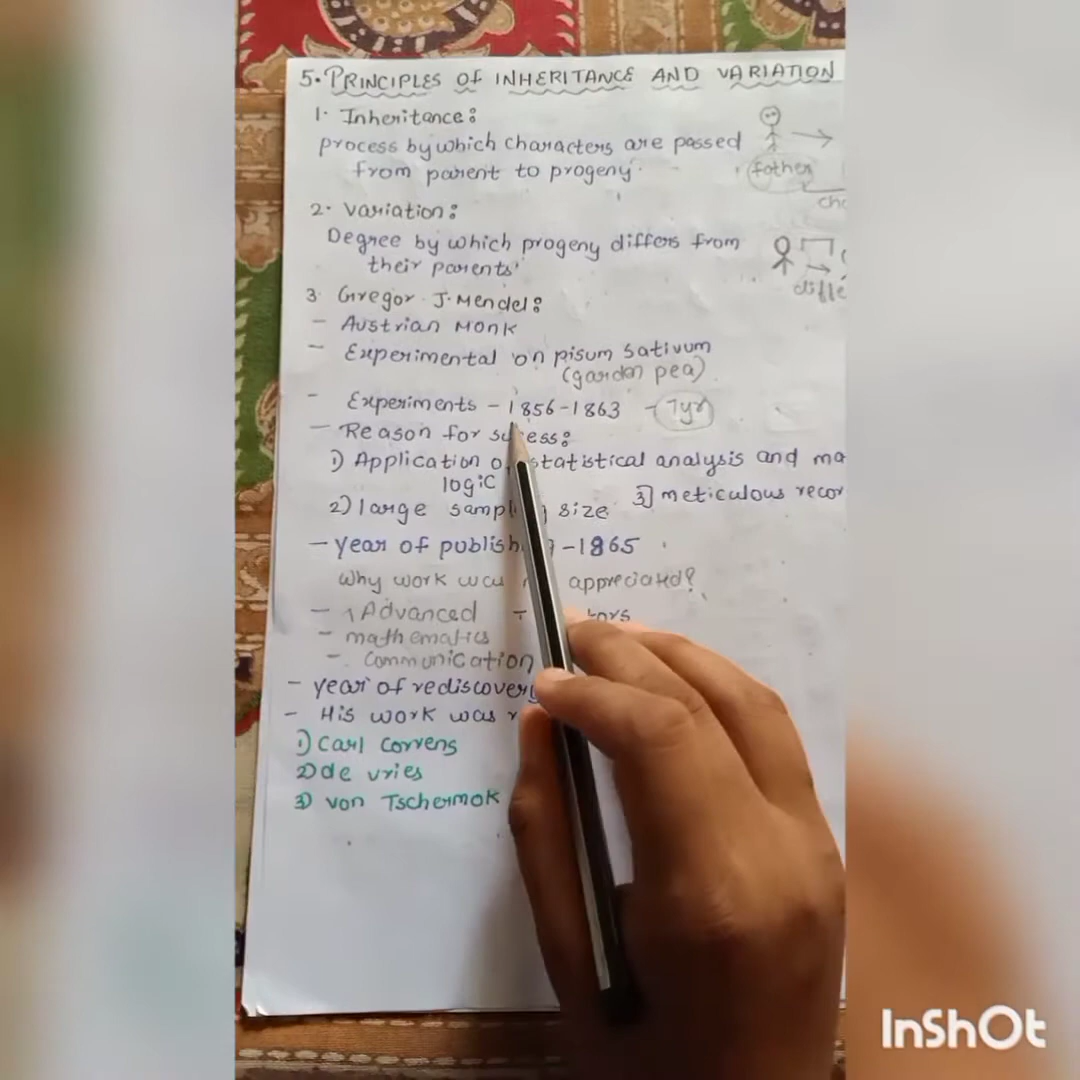 5. PRINCIPLES OF INHERITANCE AND VARIATION
1. Inheritance:
process by which characters are passed
from parent to progeny.
father
2. Variation:
Degree by which progeny differs from
their parents.
3. Gregor J. Mendel:
- Austrian Monk
- Experimental on pisum sativum
(garden pea)
- Experiments - 1856-1863 - 7yr
- Reason for
1) Application statistical analysis and
logic
3] meticulous
2) large size
- year of - 1865
Why work appreciated?
- Advanced
- mathematics
- Communication
- year of rediscovery
- His work was
1) Carl Correns
2) de vries
3) von Tschermok
InShOt